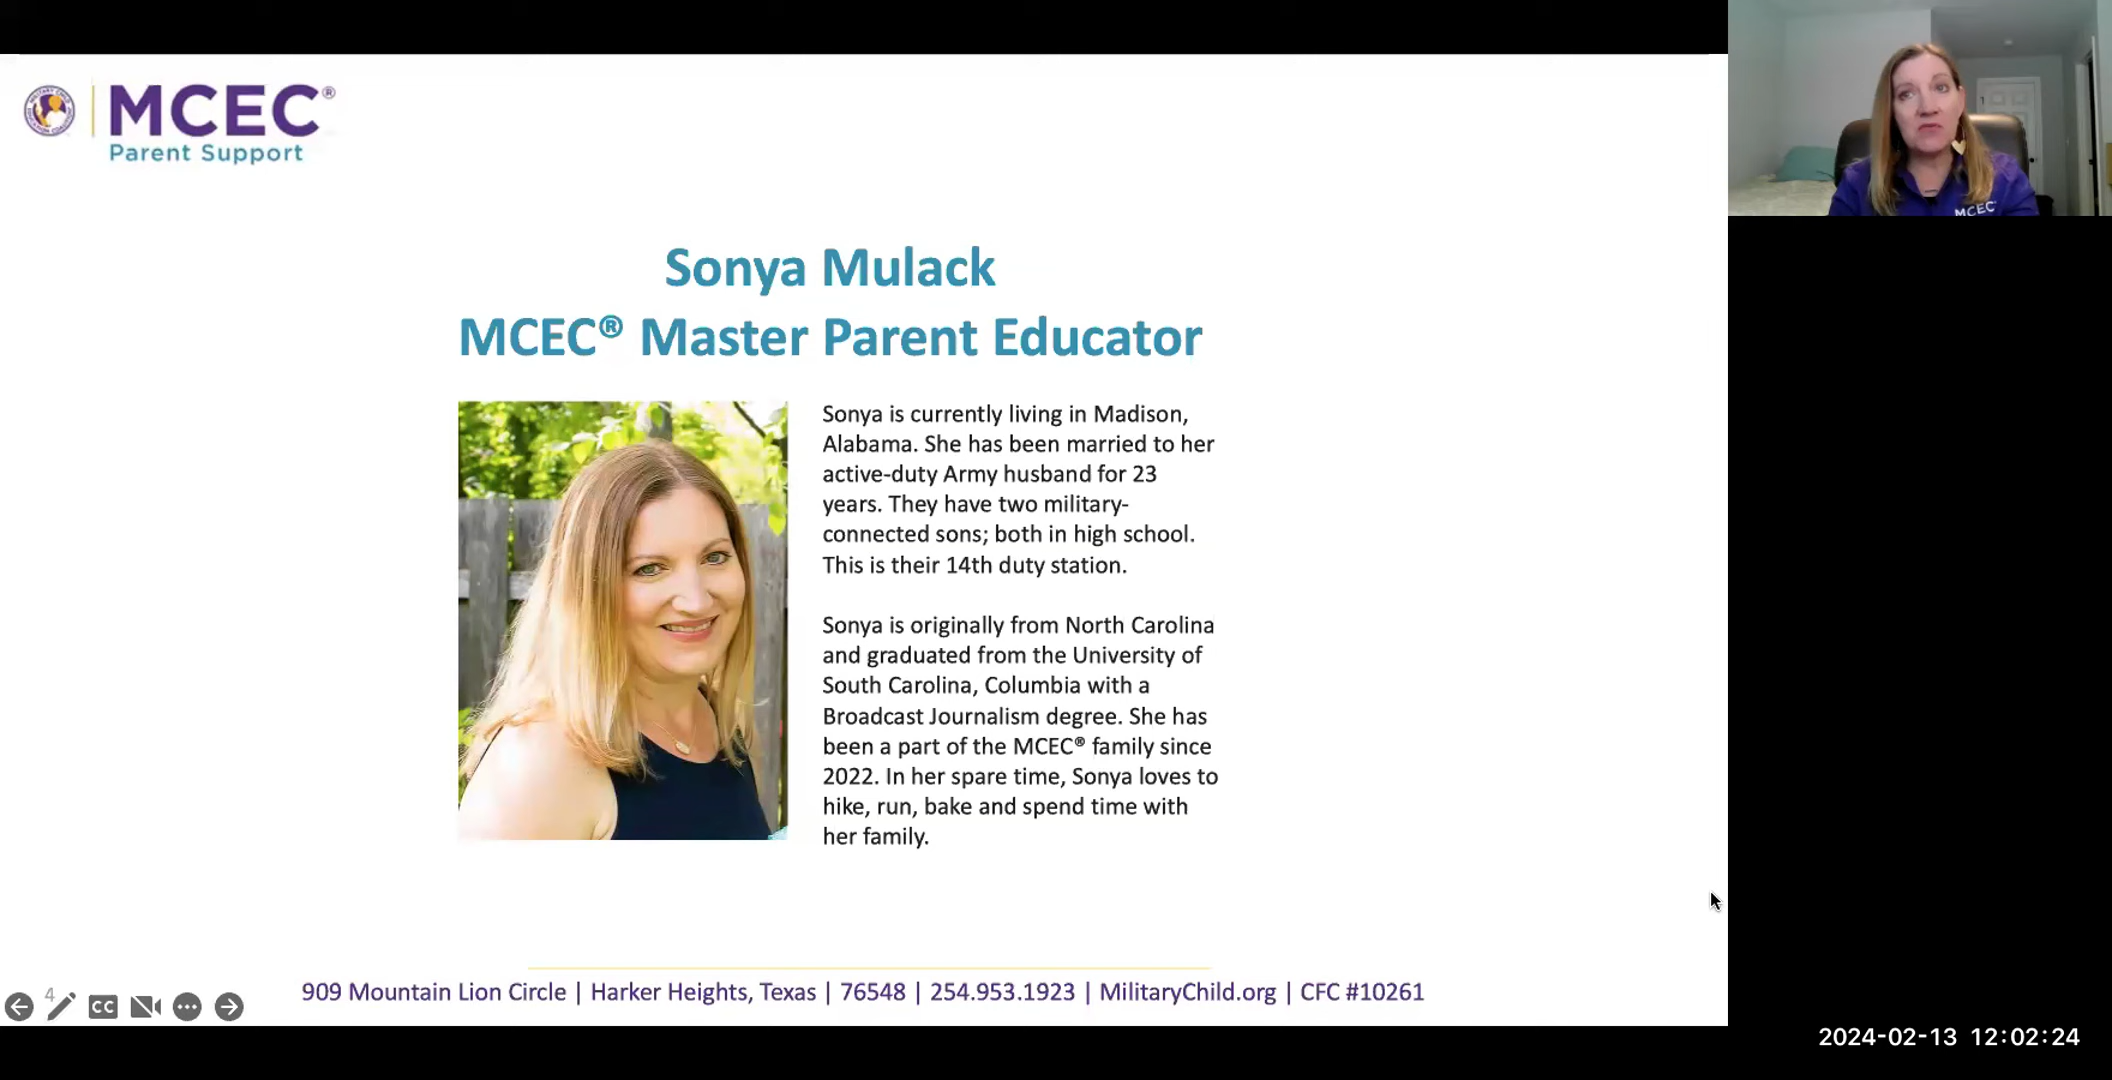 MCEC®
Parent Support
MCEC
Sonya Mulack
MCEC® Master Parent Educator
Sonya is currently living in Madison,
Alabama. She has been married to her
active-duty Army husband for 23
years. They have two military-
connected sons; both in high school.
This is their 14th duty station.
Sonya is originally from North Carolina
and graduated from the University of
South Carolina, Columbia with a
Broadcast Journalism degree. She has
been a part of the MCEC® family since
2022. In her spare time, Sonya loves to
hike, run, bake and spend time with
her family.
4
CC
909 Mountain Lion Circle | Harker Heights, Texas | 76548 | 254.953.1923 | MilitaryChild.org | CFC #10261
2024-02-13 12:02:24